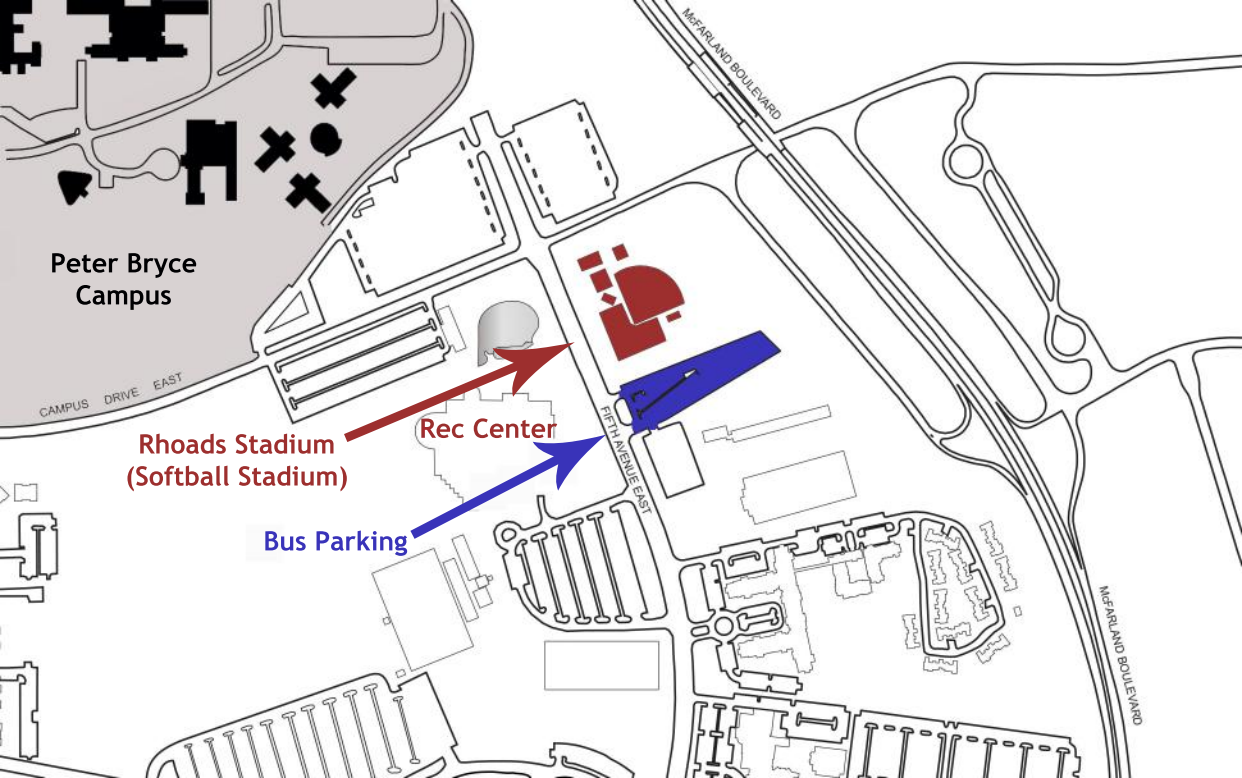 McFARLAND BOULEVARD
Peter Bryce
Campus
CAMPUS DRIVE EAST
Rhoads Stadium
(Softball Stadium)
Rec Center
FIFTH AVENUE EAST
Bus Parking
McFARLAND BOULEVARD